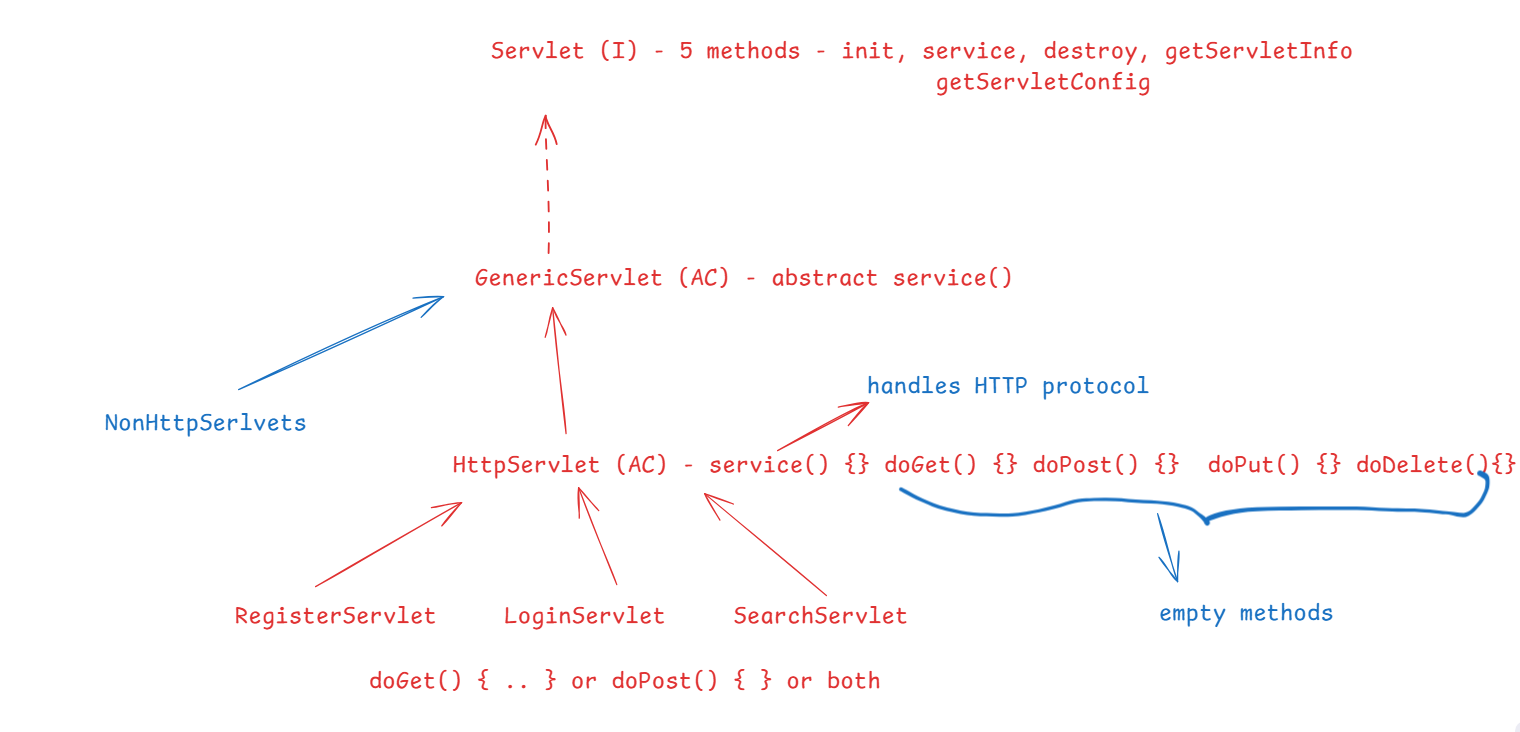 Servlet (I) - 5 methods - init, service, destroy, getServletInfo
getServletConfig
GenericServlet (AC) - abstract service()
handles HTTP protocol
NonHttpSerlvets
HttpServlet (AC) - service() {} doGet() {} doPost() {}  doPut() {} doDelete(){}
RegisterServlet
LoginServlet
SearchServlet
empty methods
doGet() { .. } or doPost() { } or both